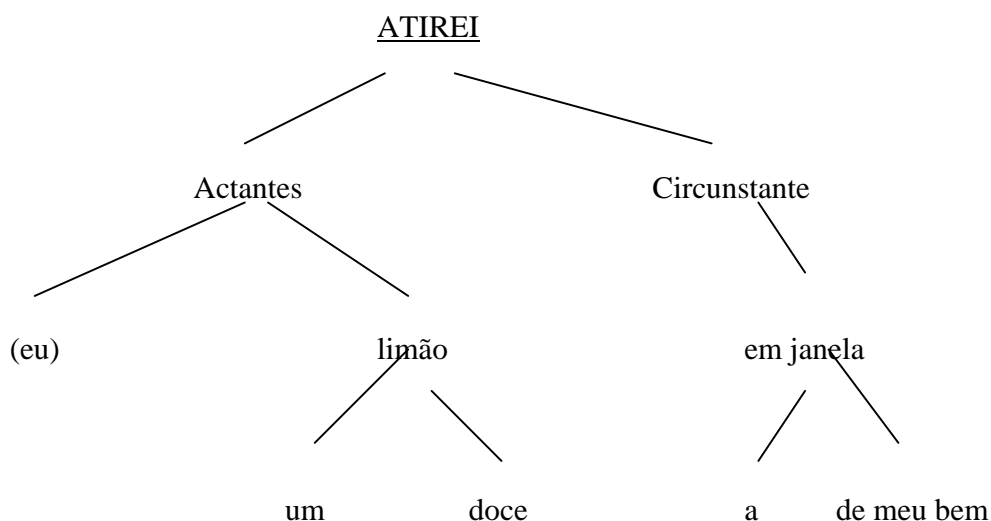 ATIREI
Actantes Circunstante
(eu) limão em janela
um doce a de meu bem